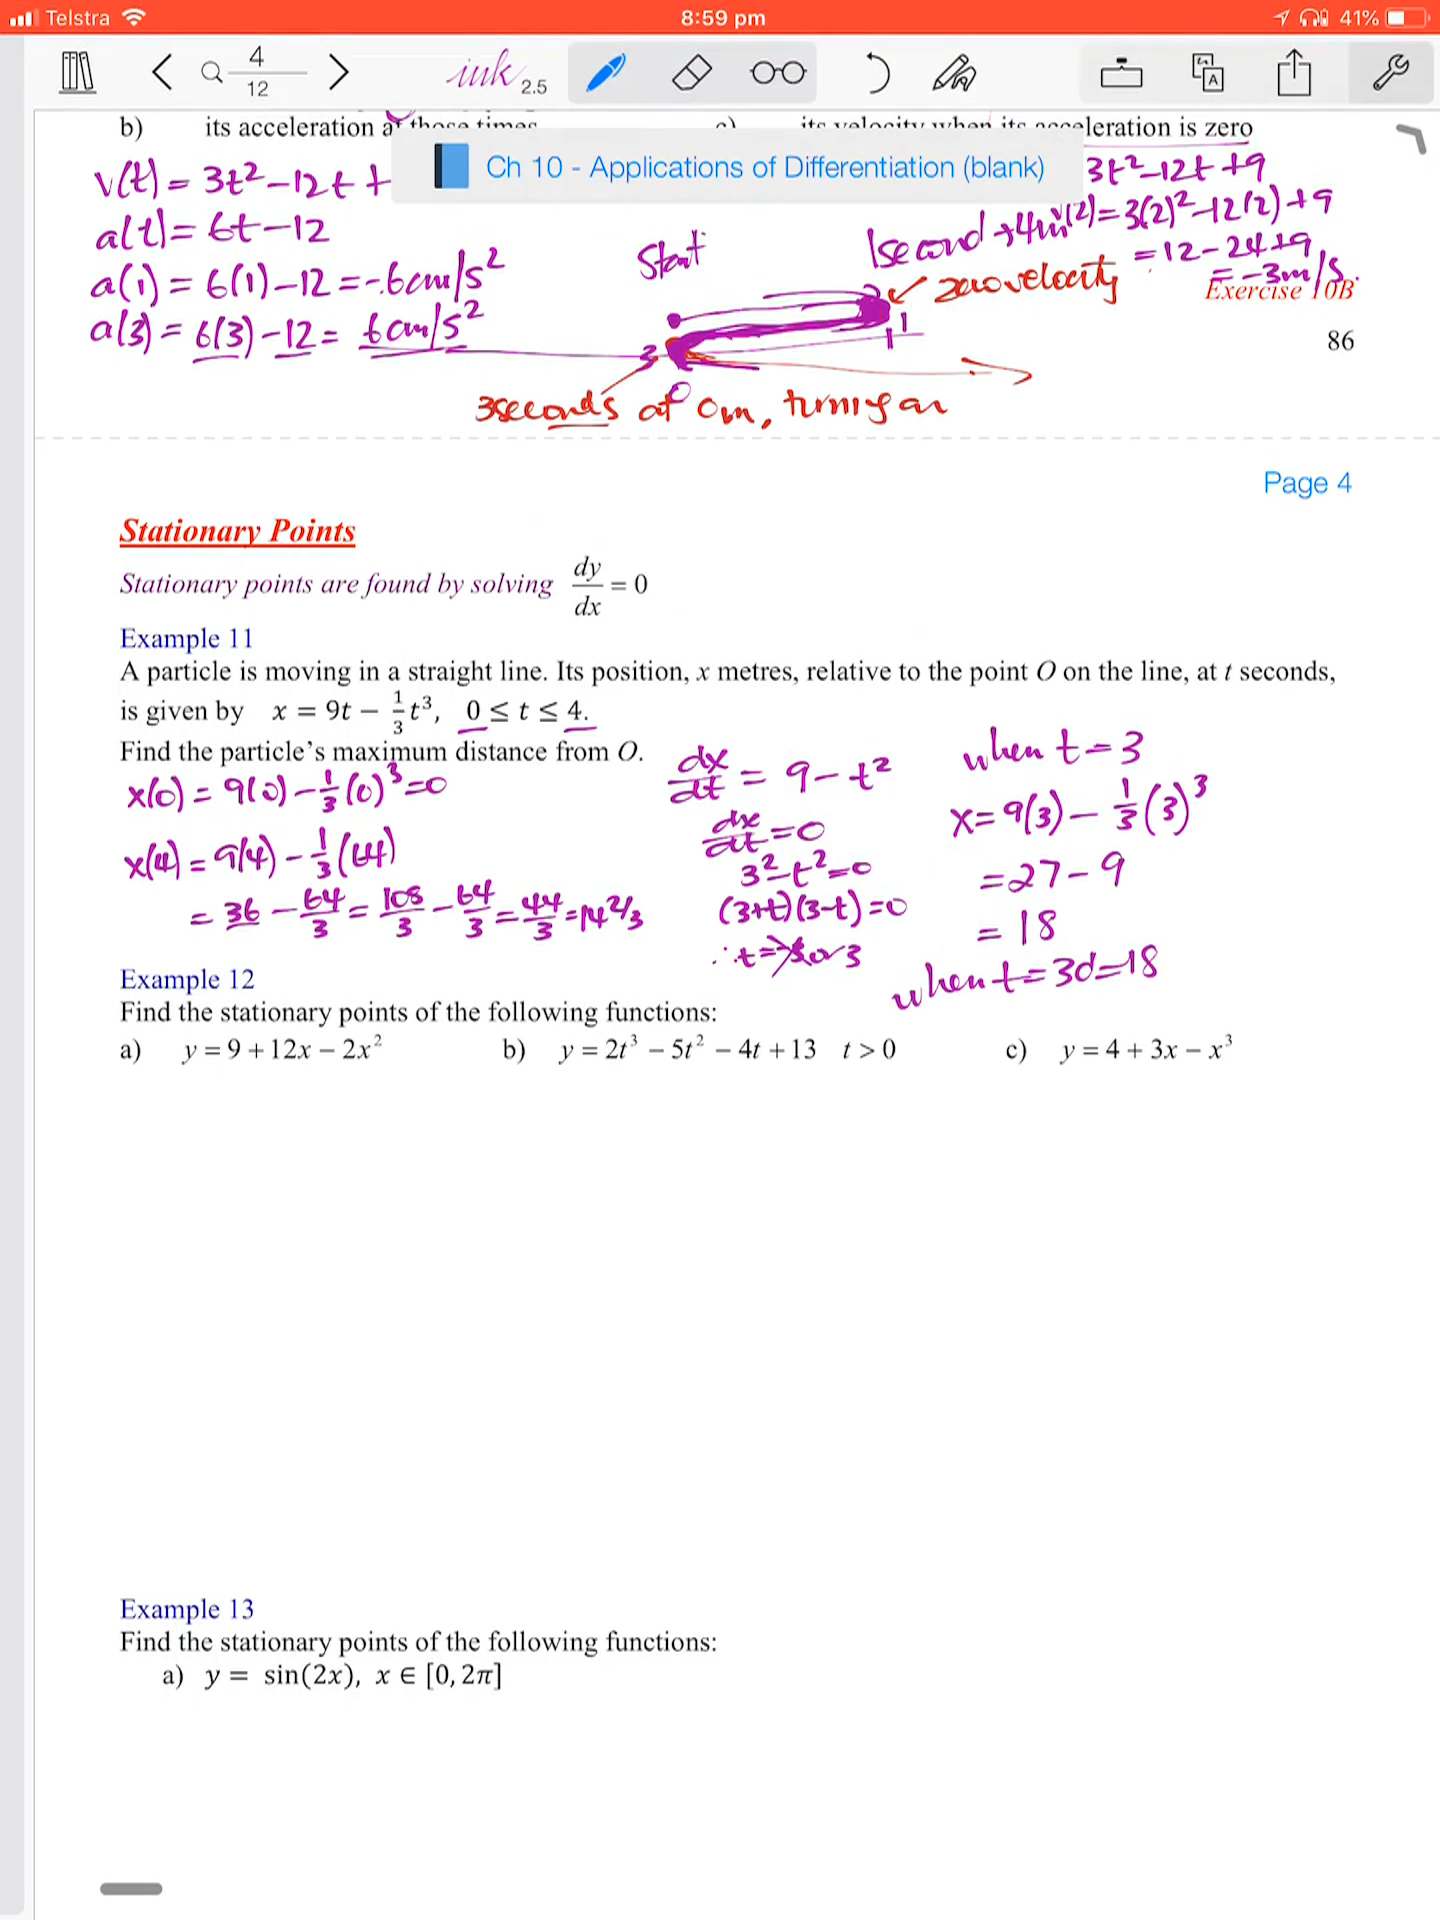 Telstra 8:59 pm 41%
4
12
ink 2.5
b) its acceleration at those times c) its velocity when its acceleration is zero
Ch 10 - Applications of Differentiation (blank)
v(t) = 3t² - 12t +
3t² - 12t + 9
a(t) = 6t - 12
v(2) = 3(2)² - 12(2) + 9
Start
1second → 4m
= 12 - 24 + 9
a(1) = 6(1) - 12 = -6cm/s²
zero velocity
= -3m/s.
Exercise 10B
a(3) = 6(3) - 12 = 6cm/s²
1
3
86
0
3seconds at 0m,
Page 4
Stationary Points
Stationary points are found by solving dy/dx = 0
Example 11
A particle is moving in a straight line. Its position, x metres, relative to the point O on the line, at t seconds,
is given by x = 9t − 1/3 t³, 0 ≤ t ≤ 4.
Find the particle's maximum distance from O.
x(0) = 9(0) - 1/3 (0)³ = 0
x(4) = 9(4) - 1/3 (64)
= 36 - 64/3 = 108/3 - 64/3 = 44/3 = 14 2/3
dx/dt = 9 - t²
dx/dt = 0
3² - t² = 0
(3+t)(3-t) = 0
∴ t = -3 or 3
when t = 3
x = 9(3) - 1/3 (3)³
= 27 - 9
= 18
when t = 3 d = 18
Example 12
Find the stationary points of the following functions:
a) y = 9 + 12x − 2x² b) y = 2t³ − 5t² − 4t + 13 t > 0 c) y = 4 + 3x − x³
Example 13
Find the stationary points of the following functions:
a) y = sin(2x), x ∈ [0, 2π]